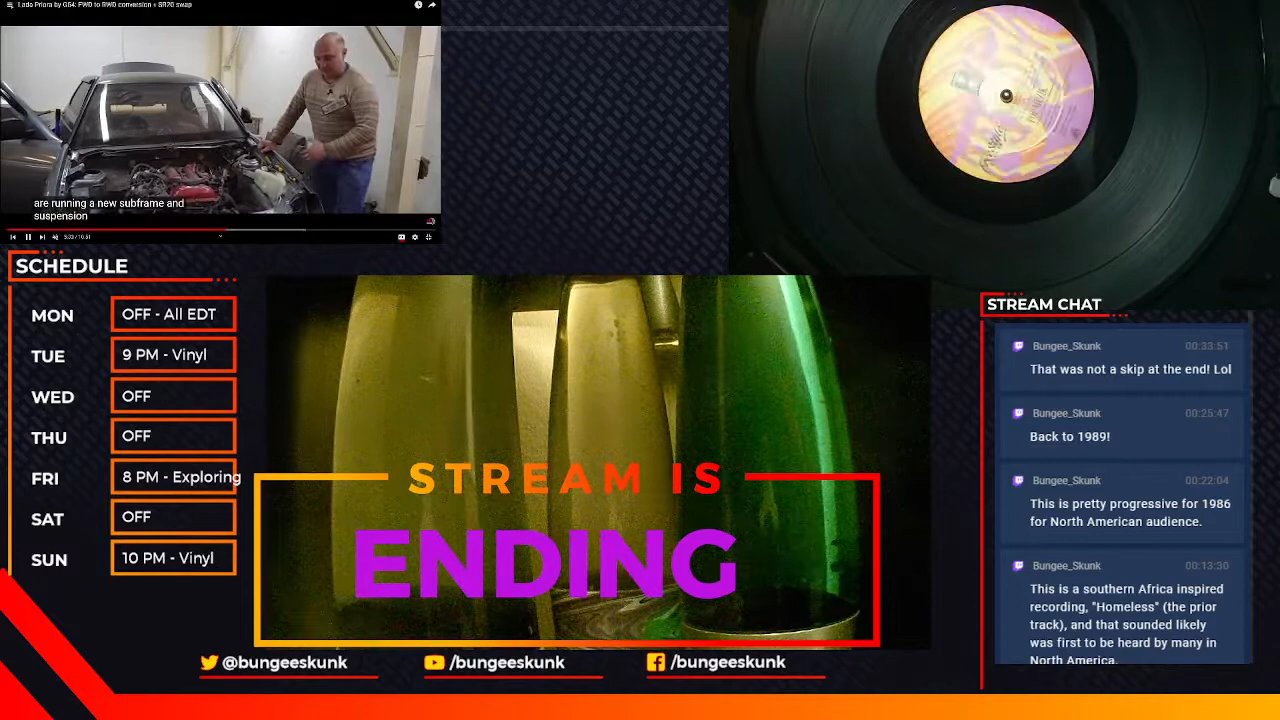 Lada Priora by G54: FWD to RWD conversion + SR20 swap
are running a new subframe and
suspension
SCHEDULE
MON OFF - All EDT
TUE 9 PM - Vinyl
WED OFF
THU OFF
FRI 8 PM - Exploring
SAT OFF
SUN 10 PM - Vinyl
STREAM IS
ENDING
@bungeeskunk
/bungeeskunk
/bungeeskunk
STREAM CHAT
Bungee_Skunk 00:33:51
That was not a skip at the end! Lol
Bungee_Skunk 00:25:47
Back to 1989!
Bungee_Skunk 00:22:04
This is pretty progressive for 1986
for North American audience.
Bungee_Skunk 00:13:30
This is a southern Africa inspired
recording, "Homeless" (the prior
track), and that sounded likely
was first to be heard by many in
North America.